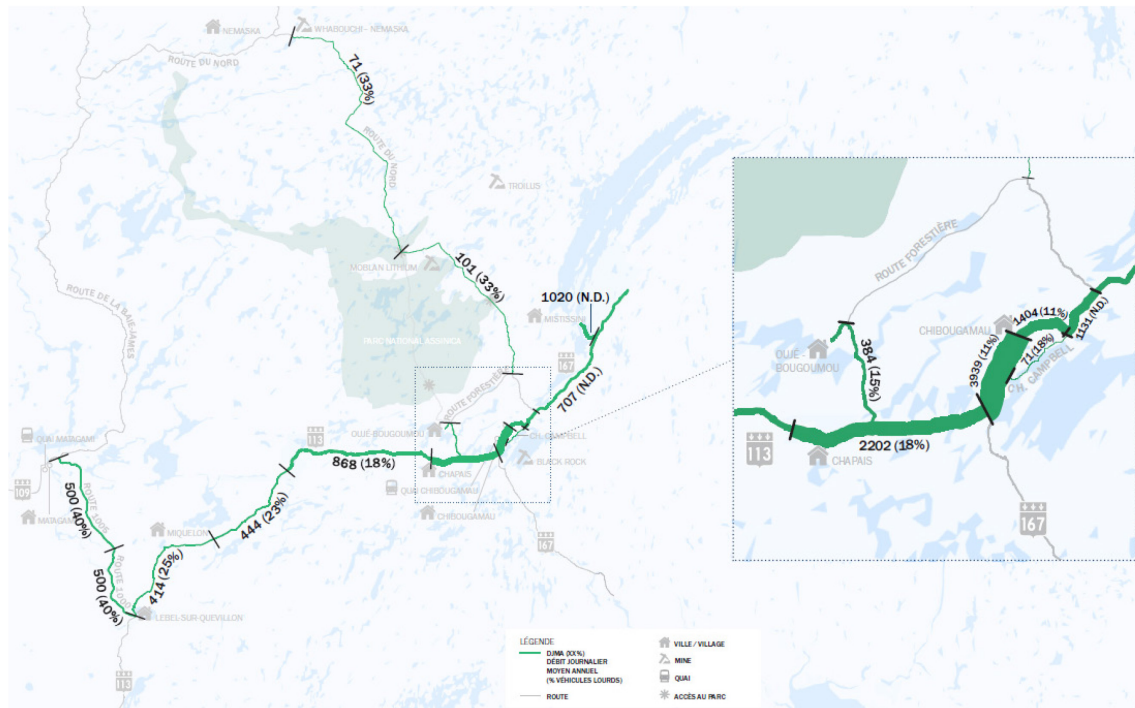 NEMASKA
WHABOUCHI - NEMASKA
ROUTE DU NORD
71 (33%)
ROUTE DU NORD
TROÏLUS
MOBLAN LITHIUM
101 (33%)
1020 (N.D.)
MISTISSINI
ROUTE DE LA BAIE-JAMES
PARC NATIONAL ASSINICA
167
707 (N.D.)
ROUTE FORESTIÈRE
QUAI MATAGAMI
113
OUJÉ-BOUGOUMOU
CH. CAMPBELL
868 (18%)
BLACK ROCK
CHAPAIS
109
500 (40%)
ROUTE 1005
444 (23%)
QUAI CHIBOUGAMAU
MATAGAMI
CHIBOUGAMAU
MIQUELON
167
414 (25%)
500 (40%)
LEBEL-SUR-QUEVILLON
113
ROUTE FORESTIÈRE
CHIBOUGAMAU
1404 (11%)
1131 (N.D.)
OUJÉ -
BOUGOUMOU
384 (15%)
3939 (11%)
71 (18%)
CH. CAMPBELL
2202 (18%)
113
CHAPAIS
167
LÉGENDE
DJMA (XX%)
DÉBIT JOURNALIER
MOYEN ANNUEL
(% VÉHICULES LOURDS)
ROUTE
VILLE / VILLAGE
MINE
QUAI
ACCÈS AU PARC